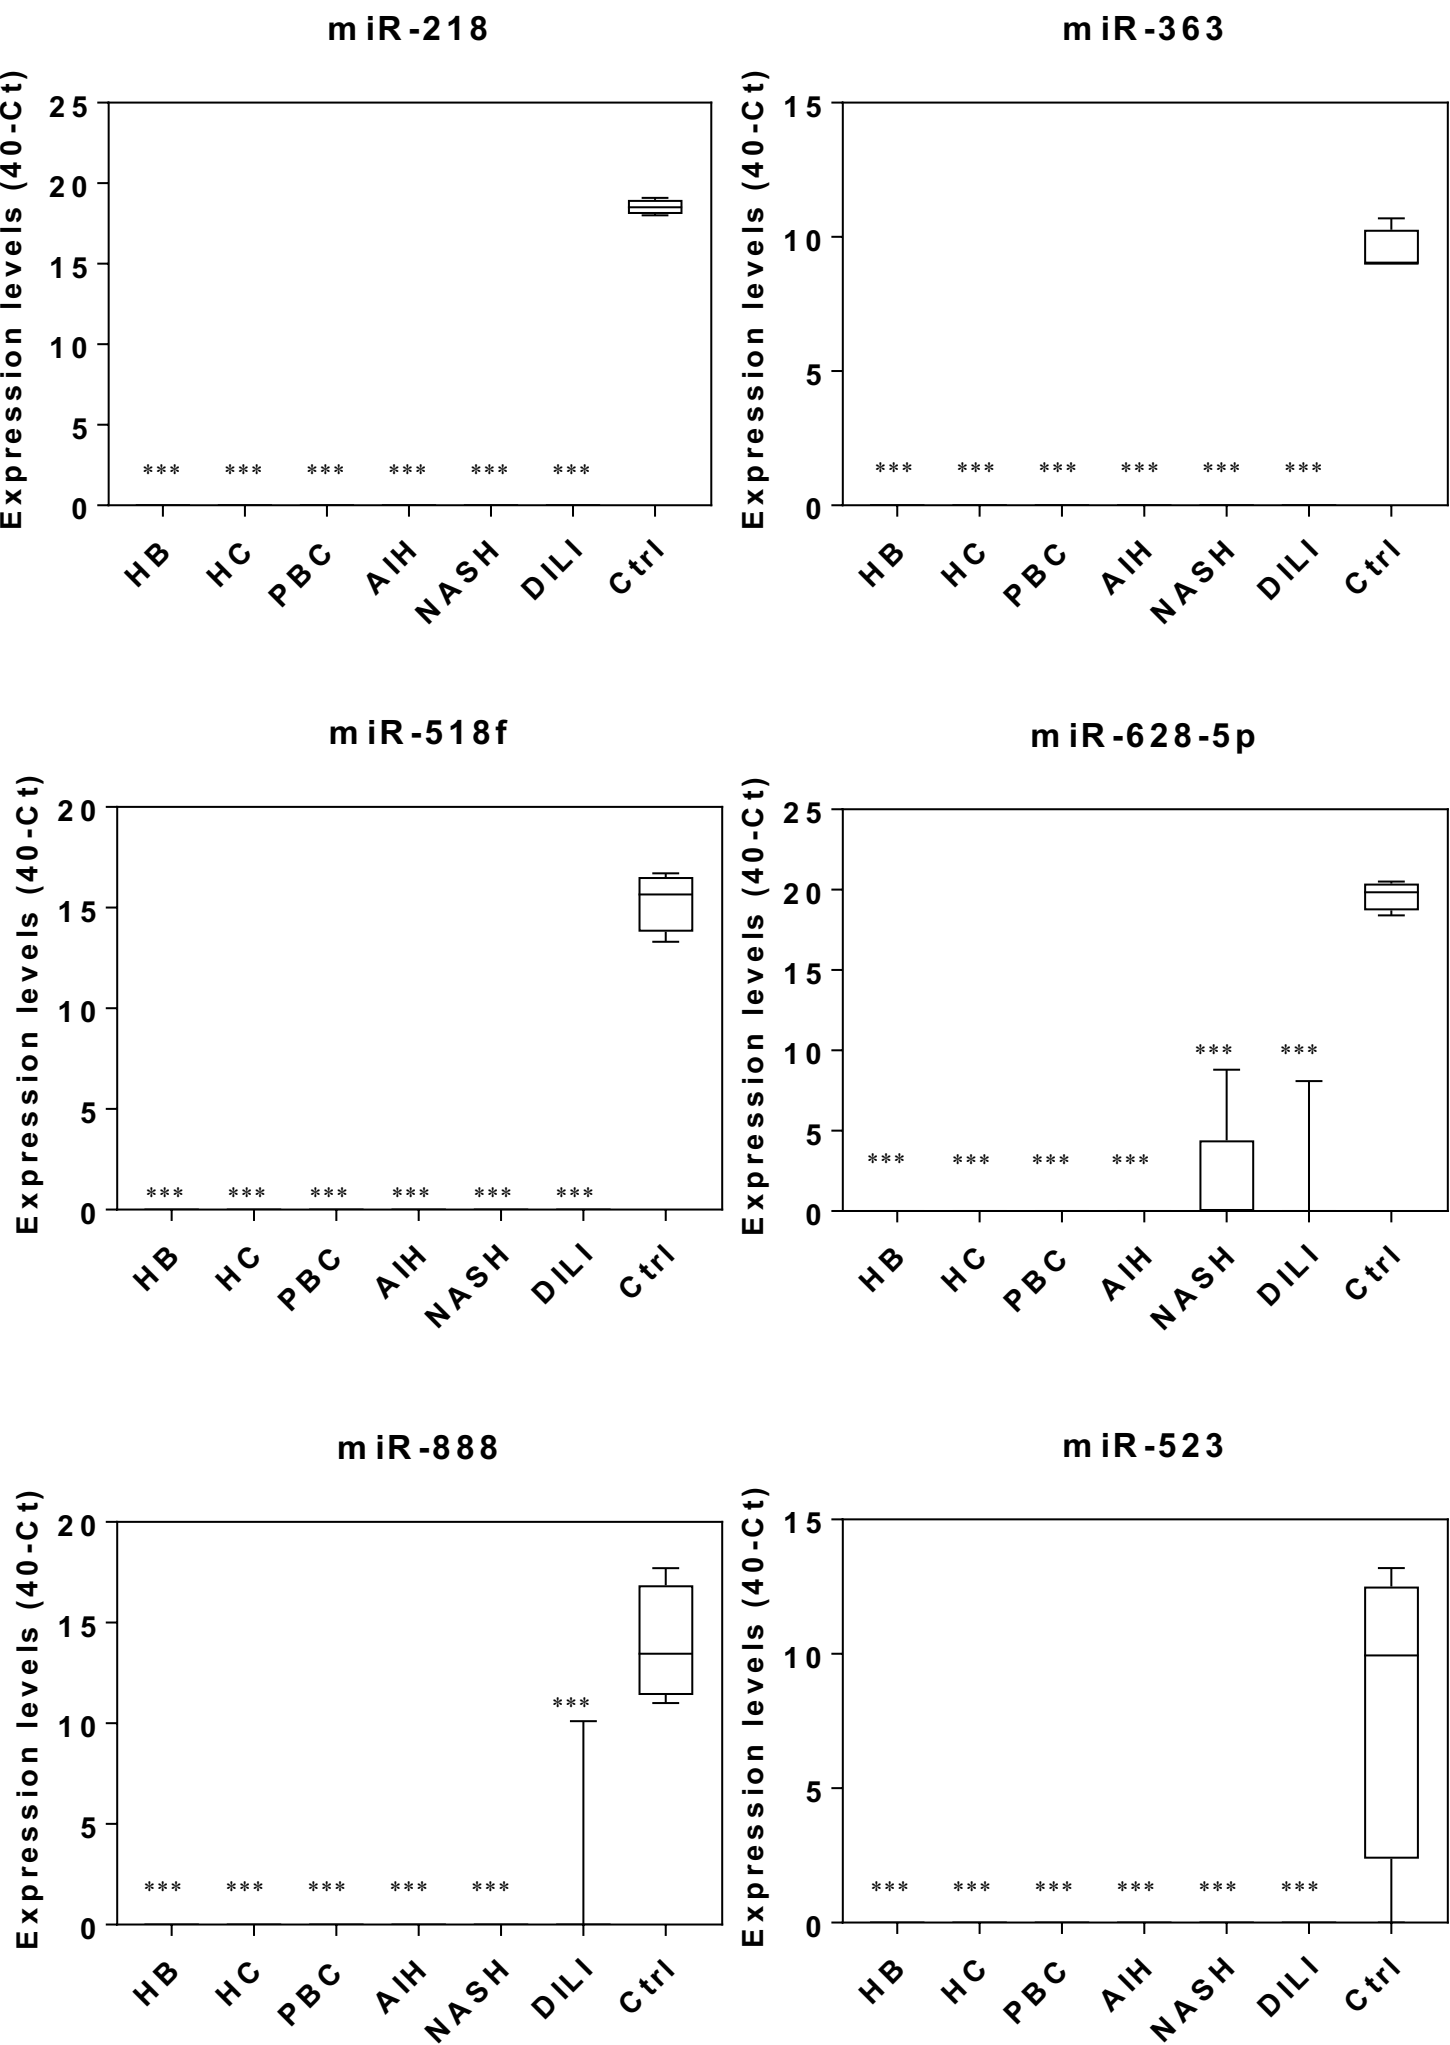 miR-218
Expression levels (40-Ct)
25
20
15
10
5
0
*** *** *** *** *** ***
HB HC PBC AIH NASH DILI Ctrl
miR-363
Expression levels (40-Ct)
15
10
5
0
*** *** *** *** *** ***
HB HC PBC AIH NASH DILI Ctrl
miR-518f
Expression levels (40-Ct)
20
15
10
5
0
*** *** *** *** *** ***
HB HC PBC AIH NASH DILI Ctrl
miR-628-5p
Expression levels (40-Ct)
25
20
15
10
5
0
*** ***
*** *** *** ***
HB HC PBC AIH NASH DILI Ctrl
miR-888
Expression levels (40-Ct)
20
15
10
5
0
***
*** *** *** *** ***
HB HC PBC AIH NASH DILI Ctrl
miR-523
Expression levels (40-Ct)
15
10
5
0
*** *** *** *** *** ***
HB HC PBC AIH NASH DILI Ctrl